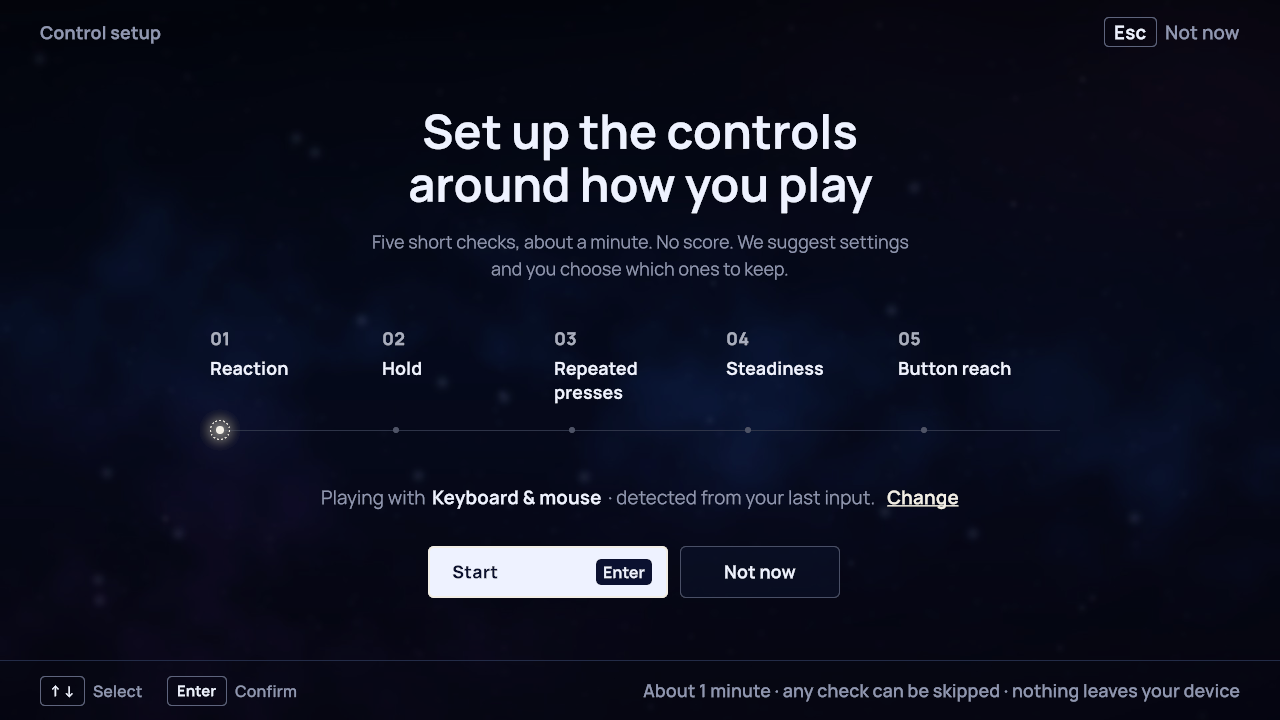 Control setup
Esc Not now
Set up the controls
around how you play
Five short checks, about a minute. No score. We suggest settings
and you choose which ones to keep.
01
Reaction
02
Hold
03
Repeated
presses
04
Steadiness
05
Button reach
Playing with Keyboard & mouse · detected from your last input. Change
Start Enter
Not now
↑ ↓ Select Enter Confirm
About 1 minute · any check can be skipped · nothing leaves your device